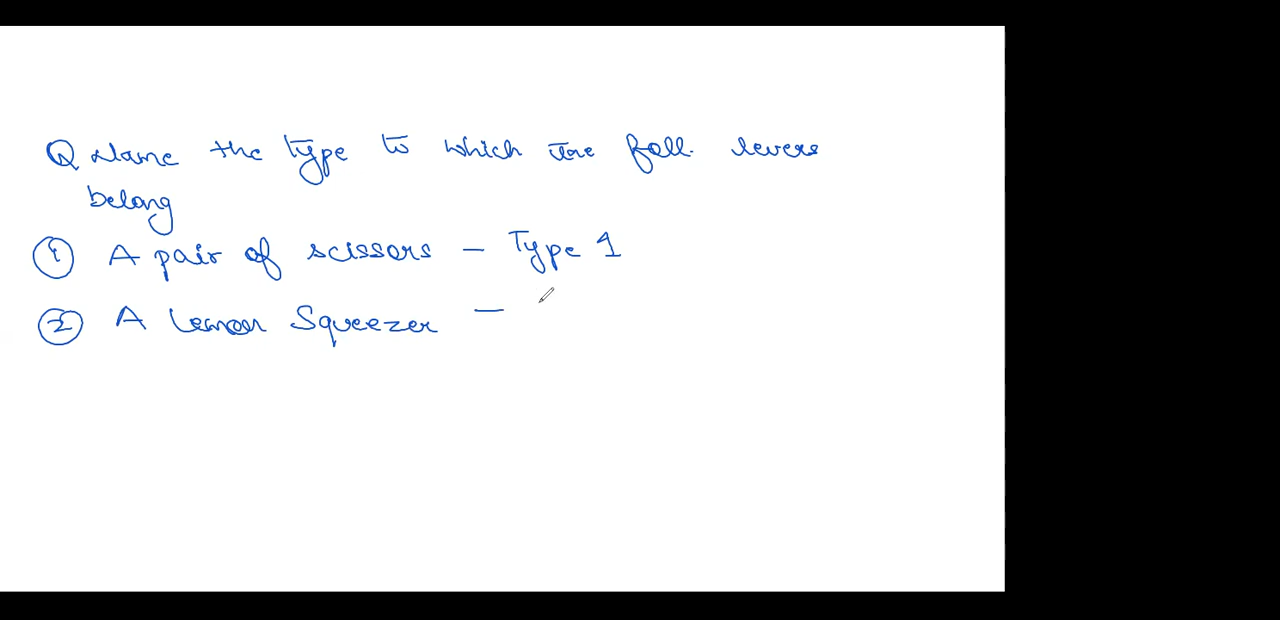 Q Name the type to which the foll. levers
belong
① A pair of scissors - Type 1
② A Lemon Squeezer -